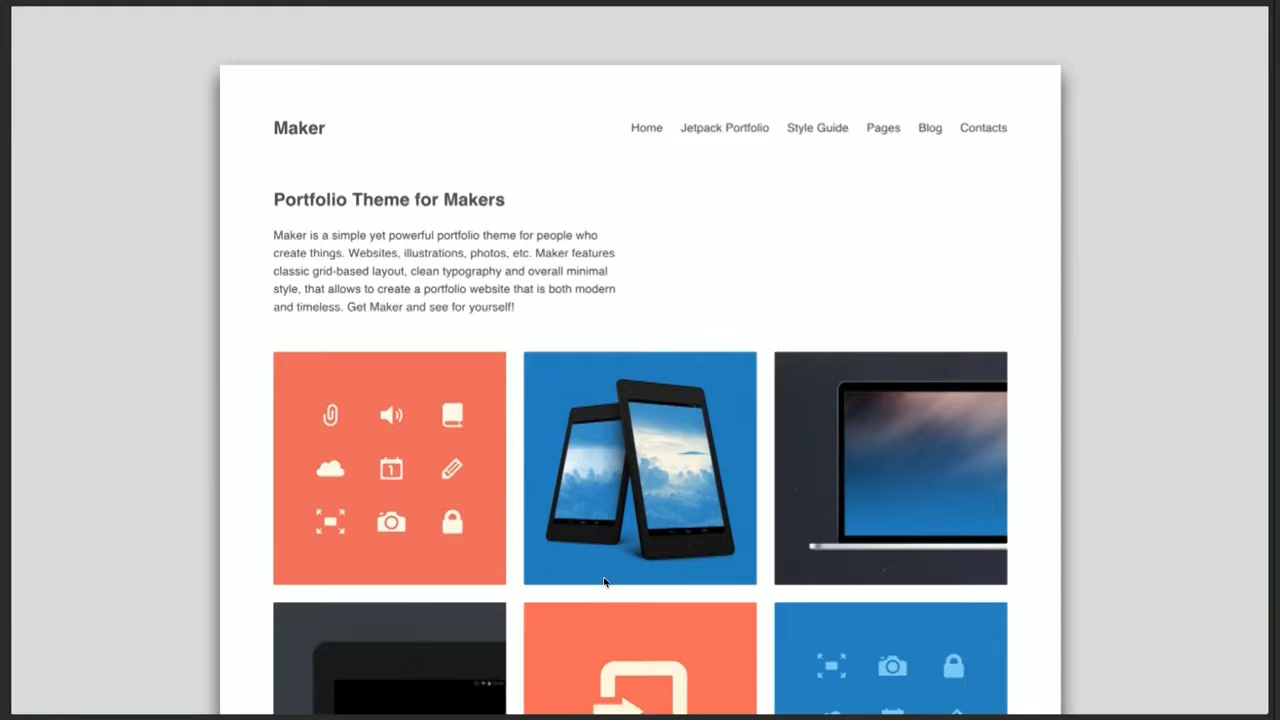 Maker
Home Jetpack Portfolio Style Guide Pages Blog Contacts
Portfolio Theme for Makers
Maker is a simple yet powerful portfolio theme for people who
create things. Websites, illustrations, photos, etc. Maker features
classic grid-based layout, clean typography and overall minimal
style, that allows to create a portfolio website that is both modern
and timeless. Get Maker and see for yourself!
1